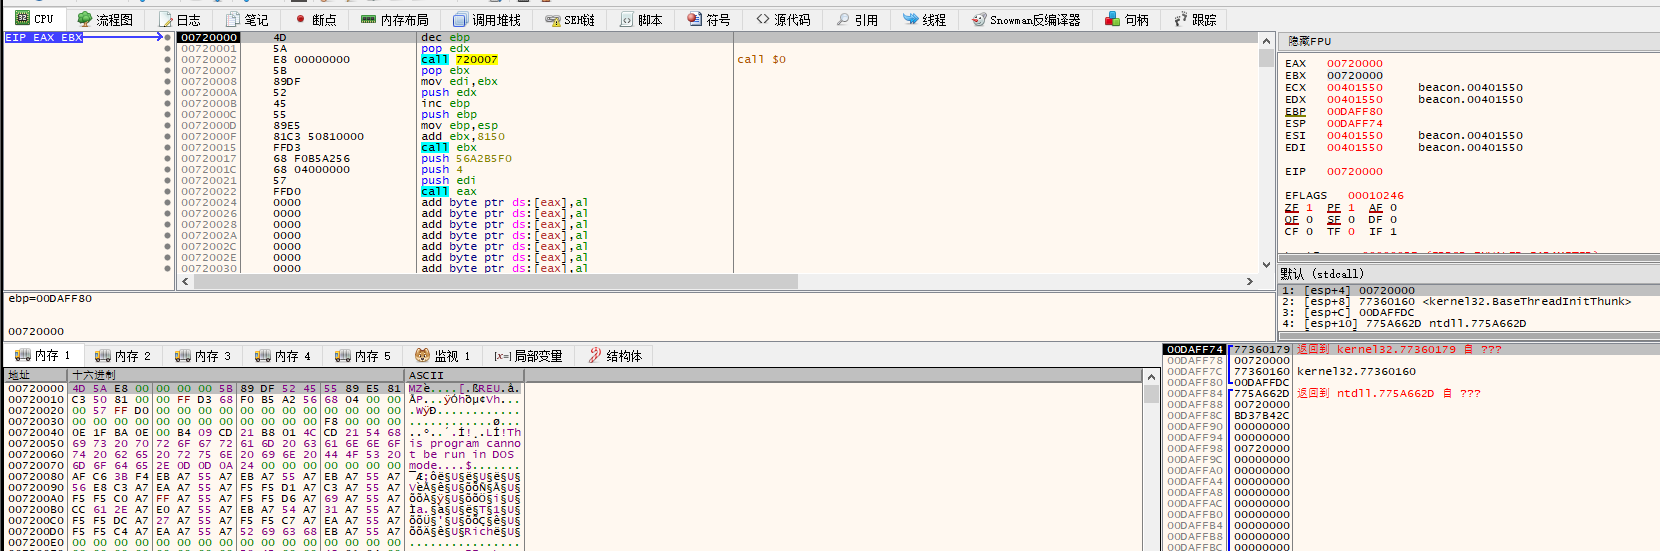 CPU 流程图 日志 笔记 断点 内存布局 调用堆栈 SEH链 脚本 符号 源代码 引用 线程 Snowman反编译器 句柄 跟踪
EIP EAX EBX
00720000 4D dec ebp
00720001 5A pop edx
00720002 E8 00000000 call 720007 call $0
00720007 5B pop ebx
00720008 89DF mov edi,ebx
0072000A 52 push edx
0072000B 45 inc ebp
0072000C 55 push ebp
0072000D 89E5 mov ebp,esp
0072000F 81C3 50810000 add ebx,8150
00720015 FFD3 call ebx
00720017 68 F0B5A256 push 56A2B5F0
0072001C 68 04000000 push 4
00720021 57 push edi
00720022 FFD0 call eax
00720024 0000 add byte ptr ds:[eax],al
00720026 0000 add byte ptr ds:[eax],al
00720028 0000 add byte ptr ds:[eax],al
0072002A 0000 add byte ptr ds:[eax],al
0072002C 0000 add byte ptr ds:[eax],al
0072002E 0000 add byte ptr ds:[eax],al
00720030 0000 add byte ptr ds:[eax],al
隐藏FPU
EAX 00720000
EBX 00720000
ECX 00401550 beacon.00401550
EDX 00401550 beacon.00401550
EBP 00DAFF80
ESP 00DAFF74
ESI 00401550 beacon.00401550
EDI 00401550 beacon.00401550
EIP 00720000
EFLAGS 00010246
ZF 1 PF 1 AF 0
OF 0 SF 0 DF 0
CF 0 TF 0 IF 1
默认 (stdcall)
1: [esp+4] 00720000
2: [esp+8] 77360160 <kernel32.BaseThreadInitThunk>
3: [esp+C] 00DAFFDC
4: [esp+10] 775A662D ntdll.775A662D
ebp=00DAFF80
00720000
内存 1 内存 2 内存 3 内存 4 内存 5 监视 1 [x=]局部变量 结构体
地址 十六进制 ASCII
00720000 4D 5A E8 00 00 00 00 5B 89 DF 52 45 55 89 E5 81 MZè....[.ßREU.å.
00720010 C3 50 81 00 00 FF D3 68 F0 B5 A2 56 68 04 00 00 ÃP...ÿÓhðµ¢Vh...
00720020 00 57 FF D0 00 00 00 00 00 00 00 00 00 00 00 00 .WÿÐ............
00720030 00 00 00 00 00 00 00 00 00 00 00 00 F8 00 00 00 ............ø...
00720040 0E 1F BA 0E 00 B4 09 CD 21 B8 01 4C CD 21 54 68 ..º..´.Í!¸.LÍ!Th
00720050 69 73 20 70 72 6F 67 72 61 6D 20 63 61 6E 6E 6F is program canno
00720060 74 20 62 65 20 72 75 6E 20 69 6E 20 44 4F 53 20 t be run in DOS
00720070 6D 6F 64 65 2E 0D 0D 0A 24 00 00 00 00 00 00 00 mode....$.......
00720080 AF C6 3B F4 EB A7 55 A7 EB A7 55 A7 EB A7 55 A7 ¯Æ;ôë§U§ë§U§ë§U§
00720090 56 E8 C3 A7 EA A7 55 A7 F5 F5 D1 A7 C3 A7 55 A7 VèÃ§ê§U§õõÑ§Ã§U§
007200A0 F5 F5 C0 A7 FF A7 55 A7 F5 F5 D6 A7 69 A7 55 A7 õõÀ§ÿ§U§õõÖ§i§U§
007200B0 CC 61 2E A7 E0 A7 55 A7 EB A7 54 A7 31 A7 55 A7 Ìa.§à§U§ë§T§1§U§
007200C0 F5 F5 DC A7 27 A7 55 A7 F5 F5 C7 A7 EA A7 55 A7 õõÜ§'§U§õõÇ§ê§U§
007200D0 F5 F5 C4 A7 EA A7 55 A7 52 69 63 68 EB A7 55 A7 õõÄ§ê§U§Richë§U§
007200E0 00 00 00 00 00 00 00 00 00 00 00 00 00 00 00 00 ................
00DAFF74 77360179 返回到 kernel32.77360179 自 ???
00DAFF78 00720000
00DAFF7C 77360160 kernel32.77360160
00DAFF80 00DAFFDC
00DAFF84 775A662D 返回到 ntdll.775A662D 自 ???
00DAFF88 00720000
00DAFF8C BD37B42C
00DAFF90 00000000
00DAFF94 00000000
00DAFF98 00720000
00DAFF9C 00000000
00DAFFA0 00000000
00DAFFA4 00000000
00DAFFA8 00000000
00DAFFAC 00000000
00DAFFB0 00000000
00DAFFB4 00000000
00DAFFB8 00000000
00DAFFBC 00000000